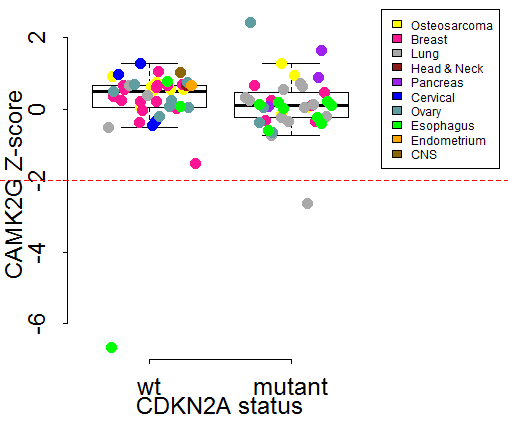 CAMK2G Z-score
2
0
-2
-4
-6
wt
mutant
CDKN2A status
Osteosarcoma
Breast
Lung
Head & Neck
Pancreas
Cervical
Ovary
Esophagus
Endometrium
CNS